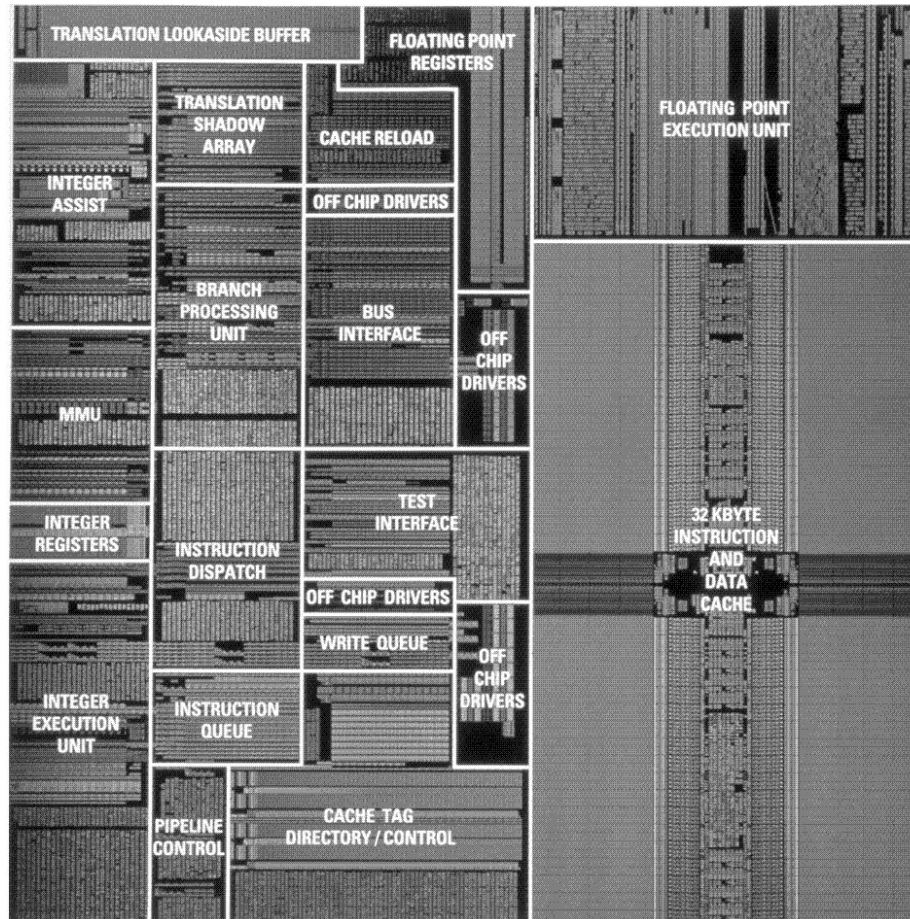 TRANSLATION LOOKASIDE BUFFER
FLOATING POINT
REGISTERS
FLOATING POINT
EXECUTION UNIT
TRANSLATION
SHADOW
ARRAY
CACHE RELOAD
INTEGER
ASSIST
OFF CHIP DRIVERS
BRANCH
PROCESSING
UNIT
BUS
INTERFACE
OFF
CHIP
DRIVERS
MMU
INTEGER
REGISTERS
INSTRUCTION
DISPATCH
TEST
INTERFACE
32 KBYTE
INSTRUCTION
AND
DATA
CACHE
OFF CHIP DRIVERS
WRITE QUEUE
OFF
CHIP
DRIVERS
INTEGER
EXECUTION
UNIT
INSTRUCTION
QUEUE
PIPELINE
CONTROL
CACHE TAG
DIRECTORY / CONTROL